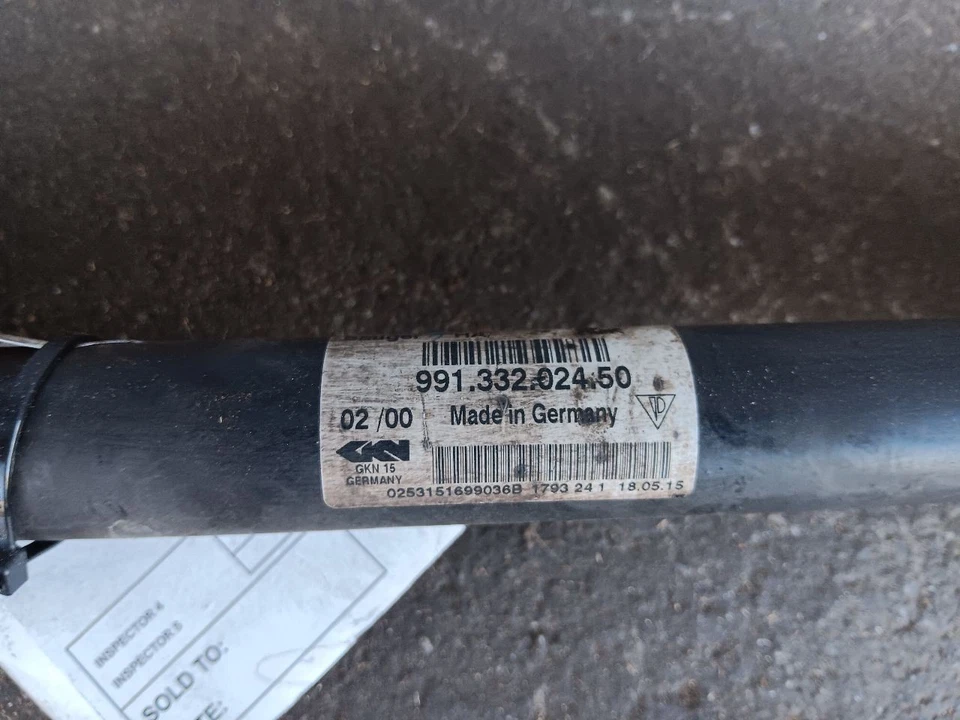 991.332.024.50
02 /00 Made in Germany
GKN
GKN 15
GERMANY
0253151699036B 1793 24 1 18.05.15
INSPECTOR 4
INSPECTOR 5
SOLD TO: